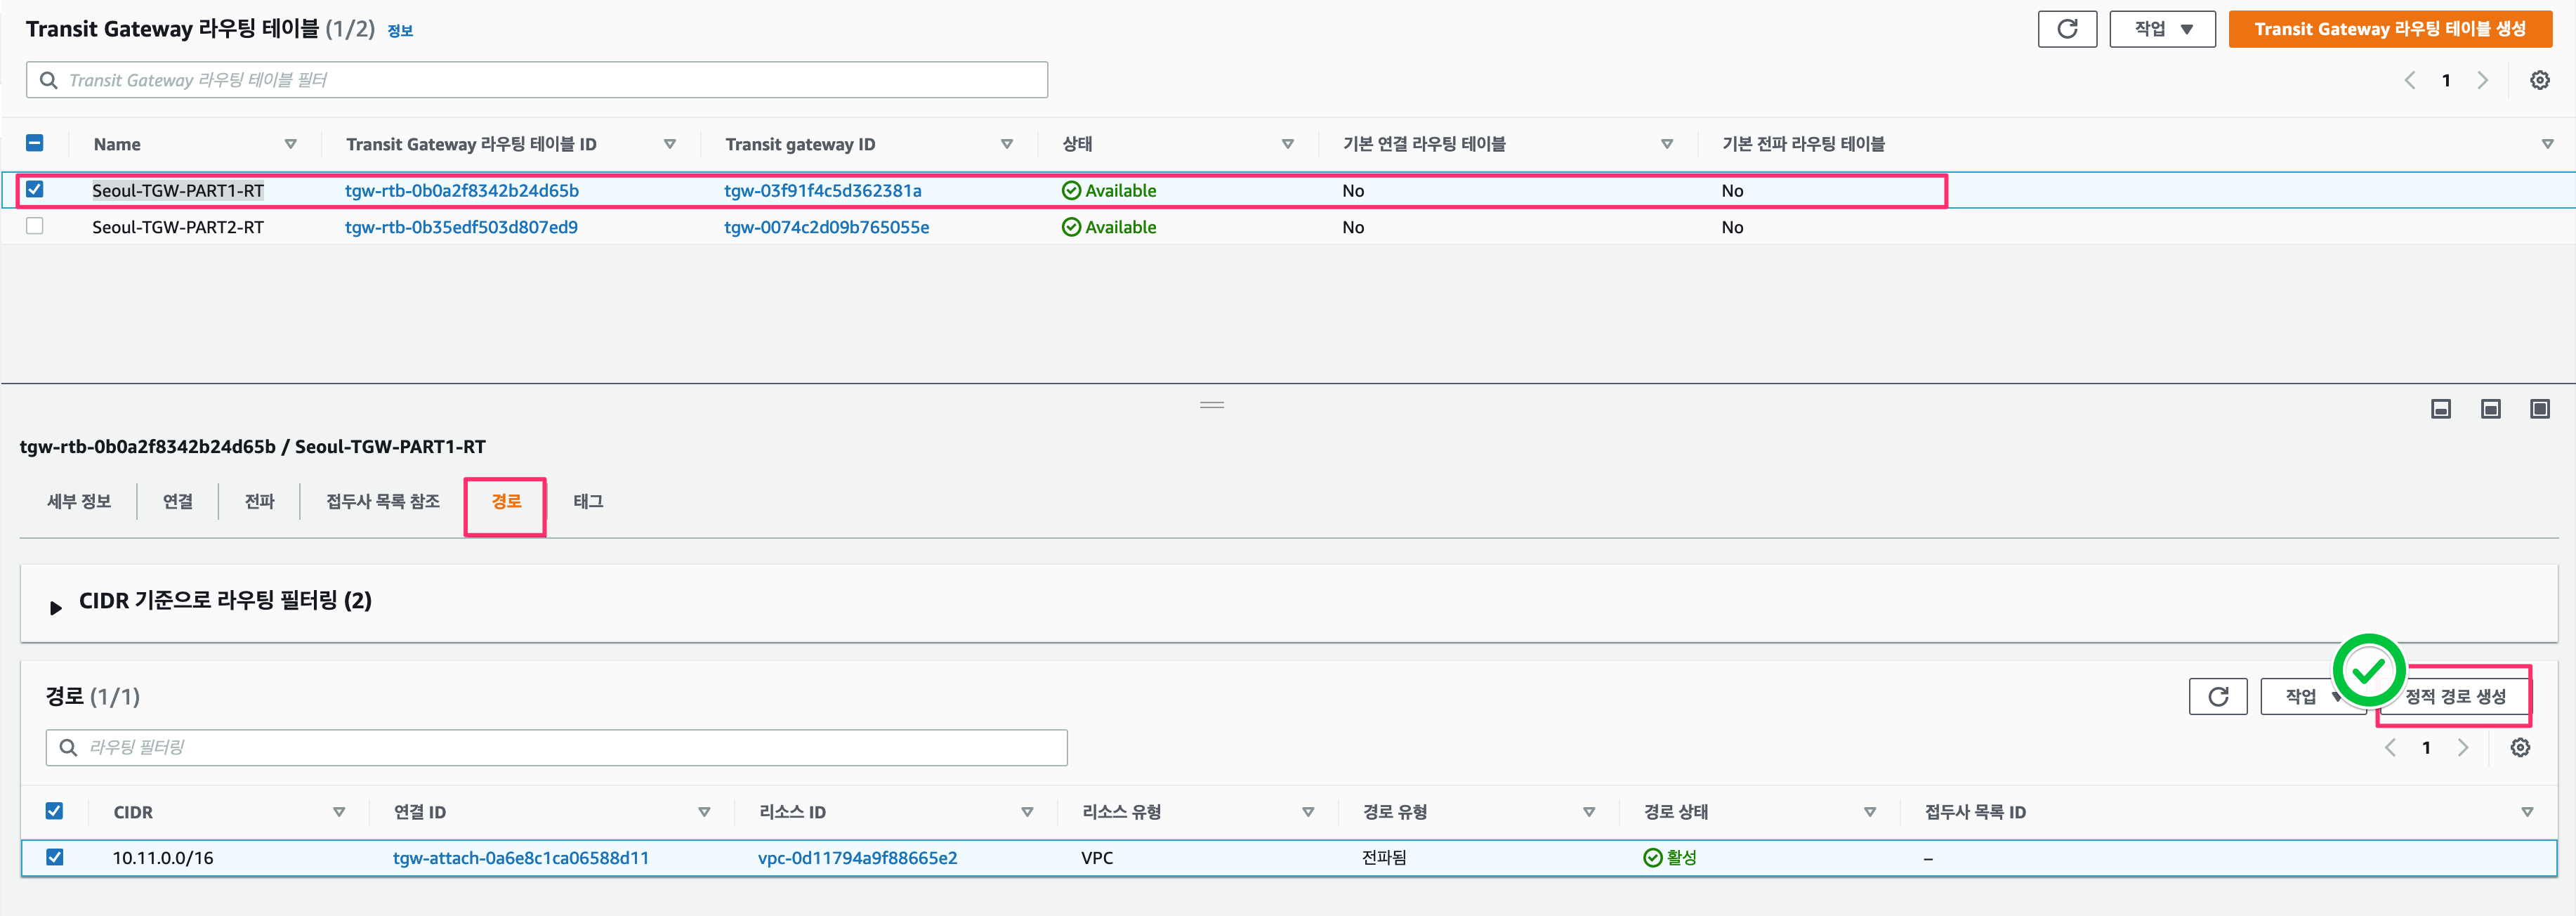 Transit Gateway 라우팅 테이블 (1/2) 정보
작업
Transit Gateway 라우팅 테이블 생성
Transit Gateway 라우팅 테이블 필터
1
Name Transit Gateway 라우팅 테이블 ID Transit gateway ID 상태 기본 연결 라우팅 테이블 기본 전파 라우팅 테이블
Seoul-TGW-PART1-RT tgw-rtb-0b0a2f8342b24d65b tgw-03f91f4c5d362381a Available No No
Seoul-TGW-PART2-RT tgw-rtb-0b35edf503d807ed9 tgw-0074c2d09b765055e Available No No
tgw-rtb-0b0a2f8342b24d65b / Seoul-TGW-PART1-RT
세부 정보 연결 전파 접두사 목록 참조 경로 태그
CIDR 기준으로 라우팅 필터링 (2)
경로 (1/1)
작업
정적 경로 생성
라우팅 필터링
1
CIDR 연결 ID 리소스 ID 리소스 유형 경로 유형 경로 상태 접두사 목록 ID
10.11.0.0/16 tgw-attach-0a6e8c1ca06588d11 vpc-0d11794a9f88665e2 VPC 전파됨 활성 –